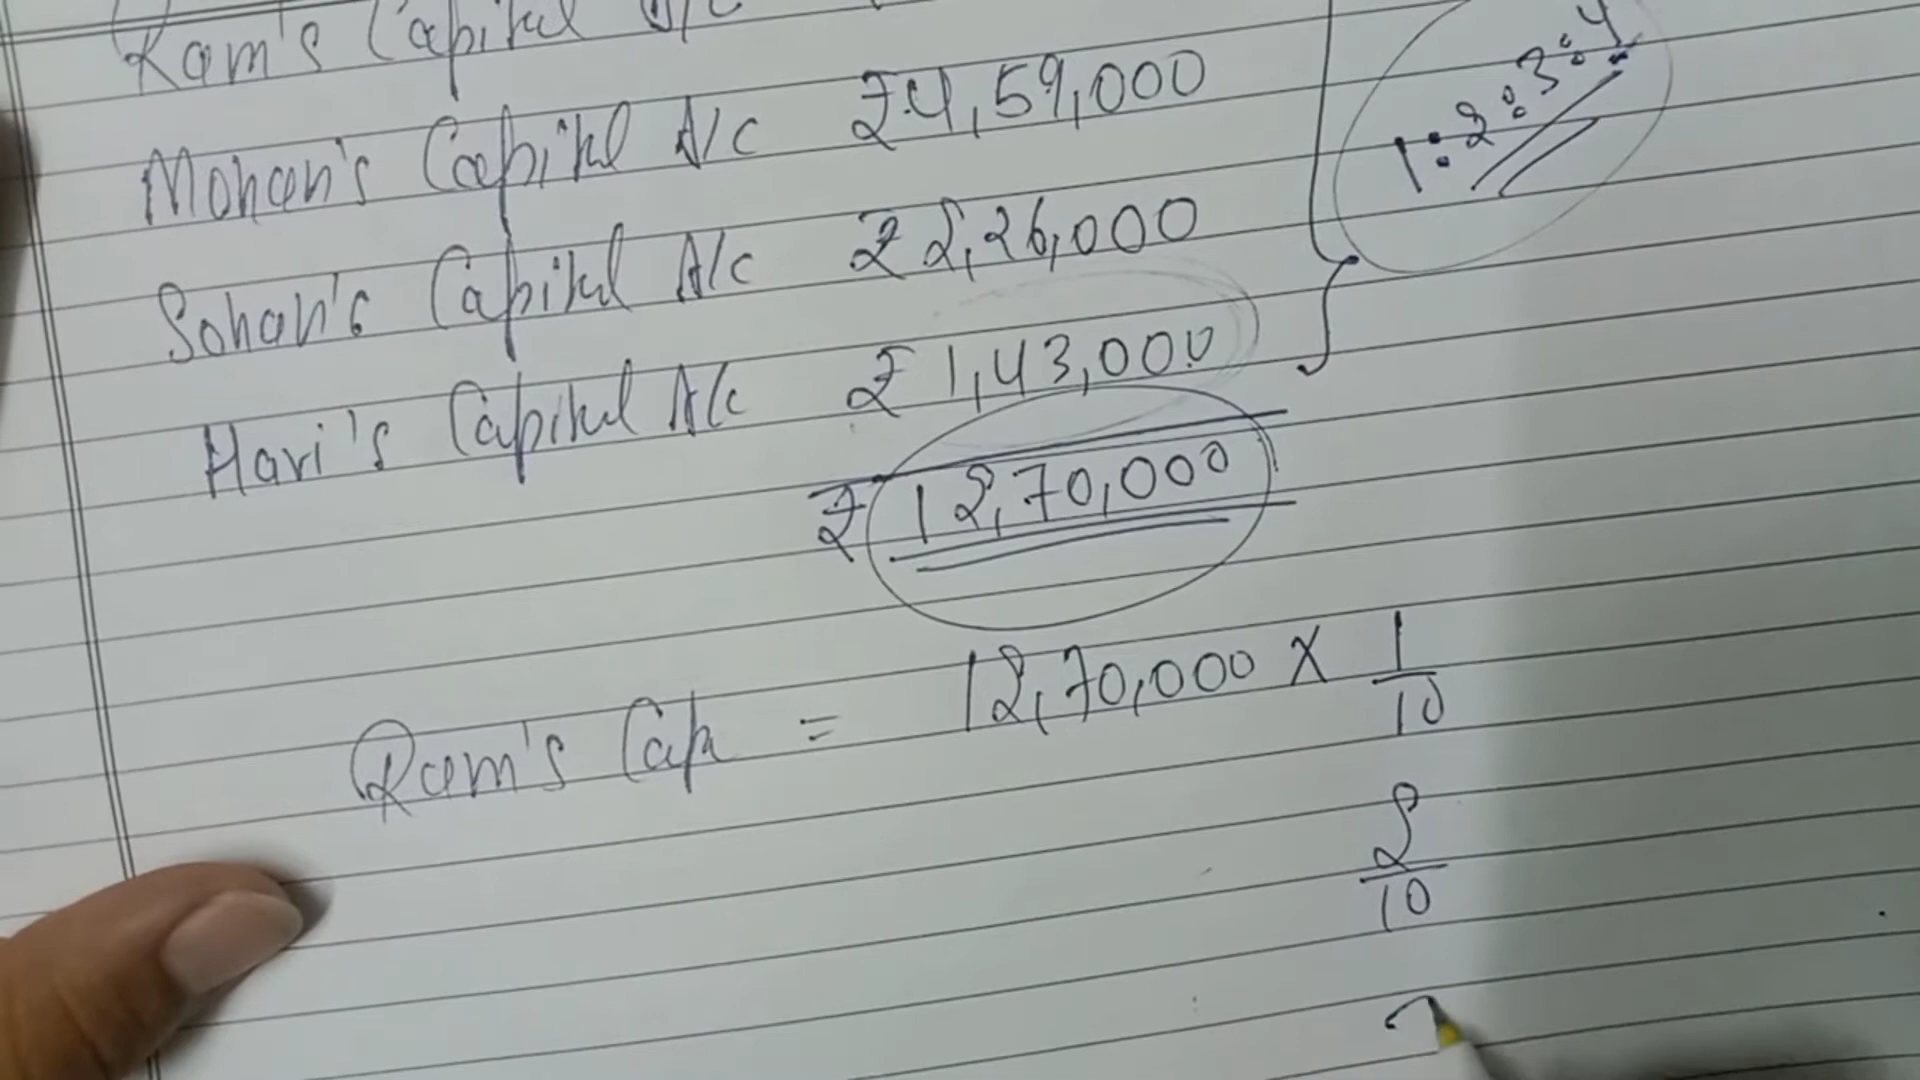 Ram's Capital A/c
Mohan's Capital A/c ₹4,59,000
Sohan's Capital A/c ₹2,26,000
Hari's Capital A/c ₹1,43,000
₹12,70,000
1:2:3:4
Ram's Cap = 12,70,000 × 1/10
2/10